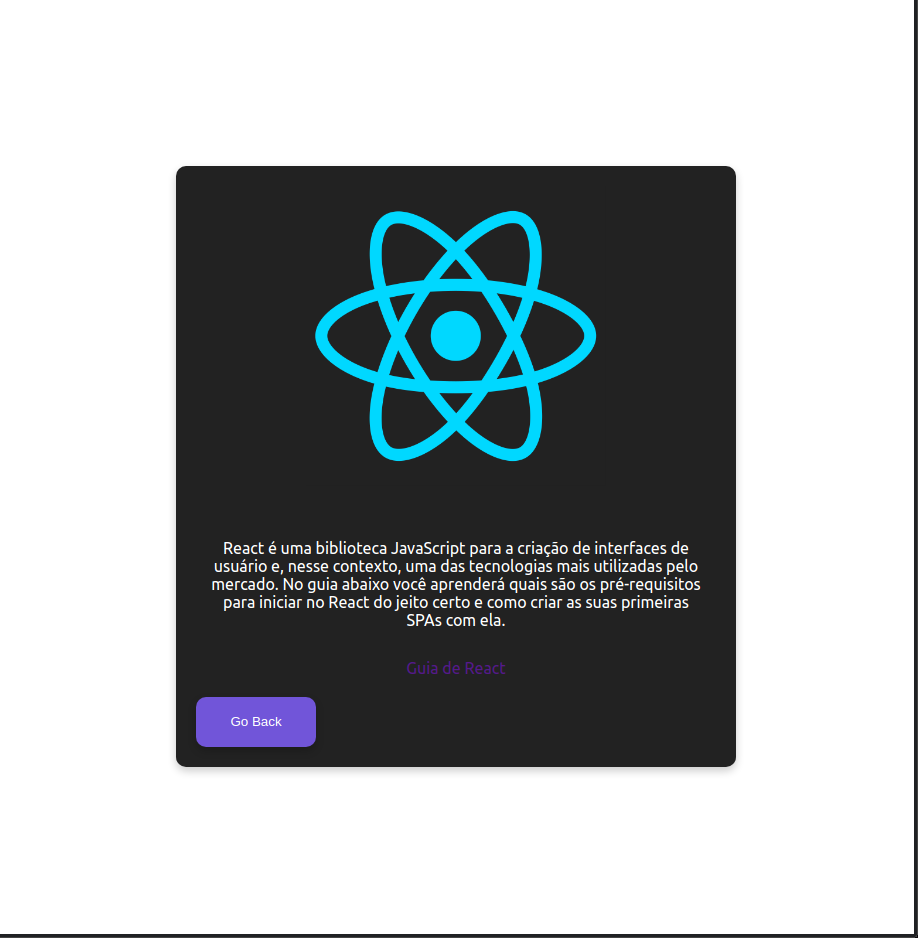 React é uma biblioteca JavaScript para a criação de interfaces de
usuário e, nesse contexto, uma das tecnologias mais utilizadas pelo
mercado. No guia abaixo você aprenderá quais são os pré-requisitos
para iniciar no React do jeito certo e como criar as suas primeiras
SPAs com ela.
Guia de React
Go Back